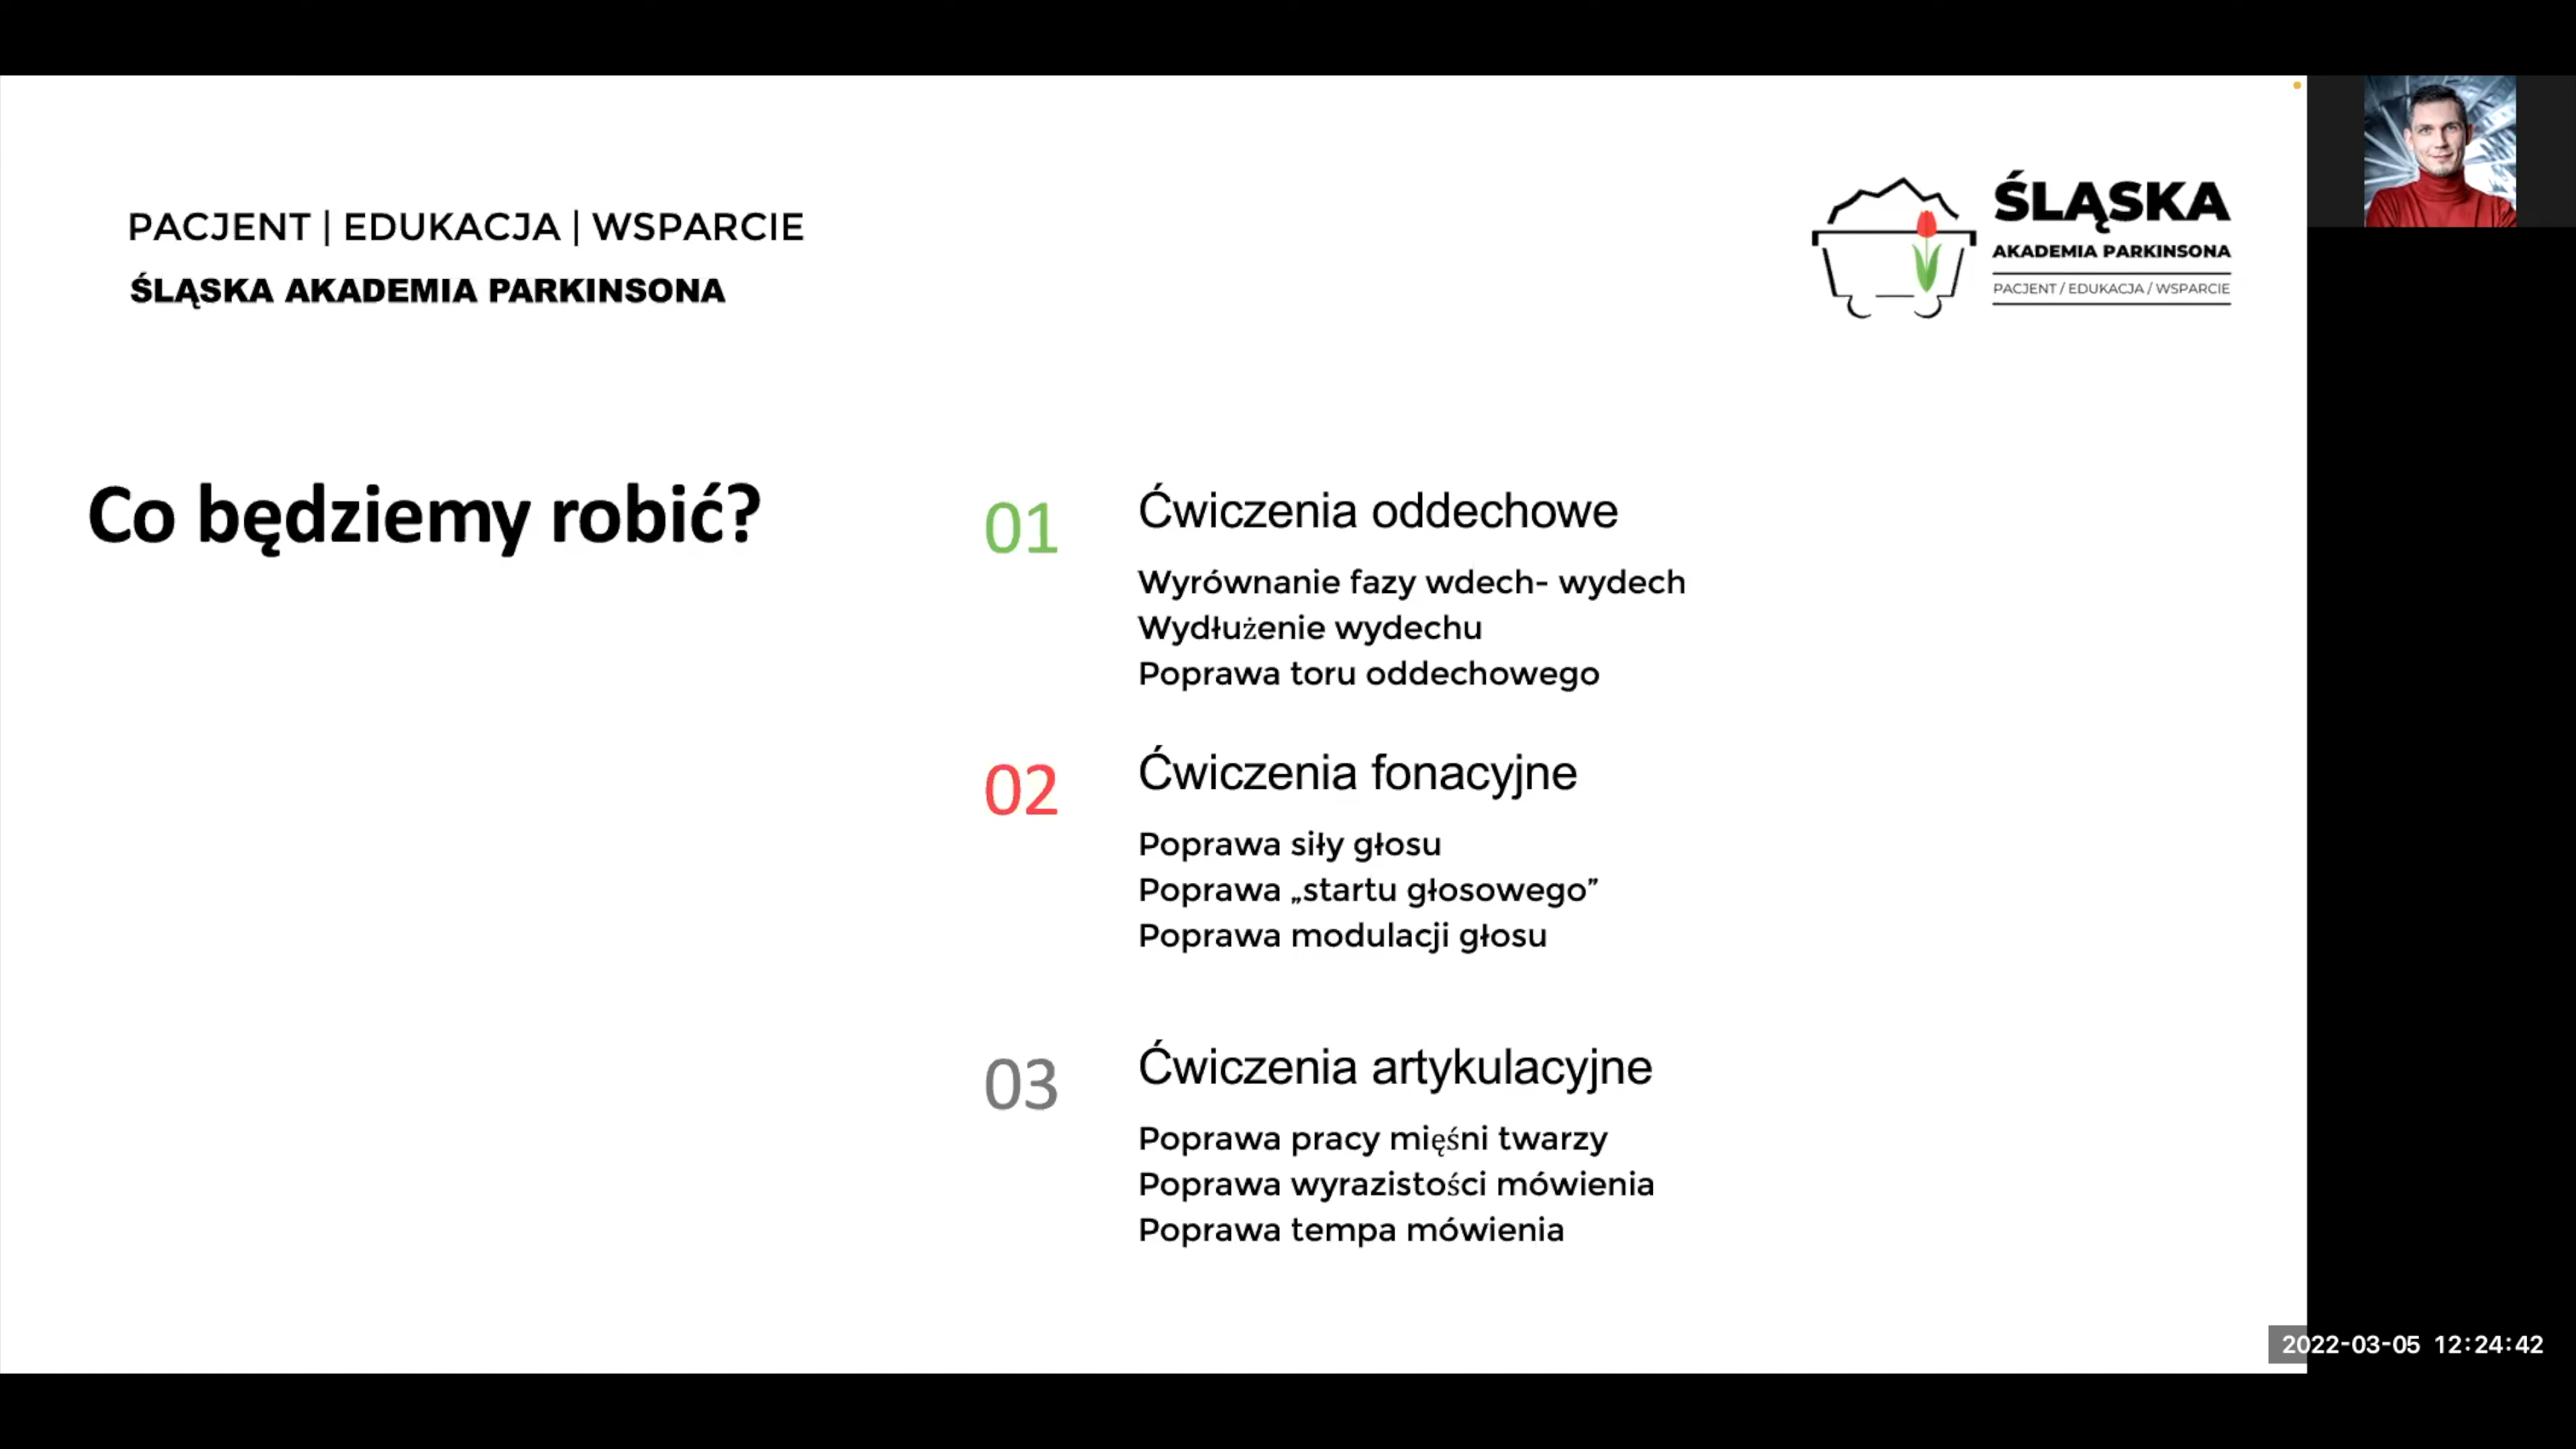 PACJENT | EDUKACJA | WSPARCIE
ŚLĄSKA AKADEMIA PARKINSONA
ŚLĄSKA
AKADEMIA PARKINSONA
PACJENT / EDUKACJA / WSPARCIE
Co będziemy robić?
01
Ćwiczenia oddechowe
Wyrównanie fazy wdech- wydech
Wydłużenie wydechu
Poprawa toru oddechowego
02
Ćwiczenia fonacyjne
Poprawa siły głosu
Poprawa „startu głosowego”
Poprawa modulacji głosu
03
Ćwiczenia artykulacyjne
Poprawa pracy mięśni twarzy
Poprawa wyrazistości mówienia
Poprawa tempa mówienia
2022-03-05 12:24:42